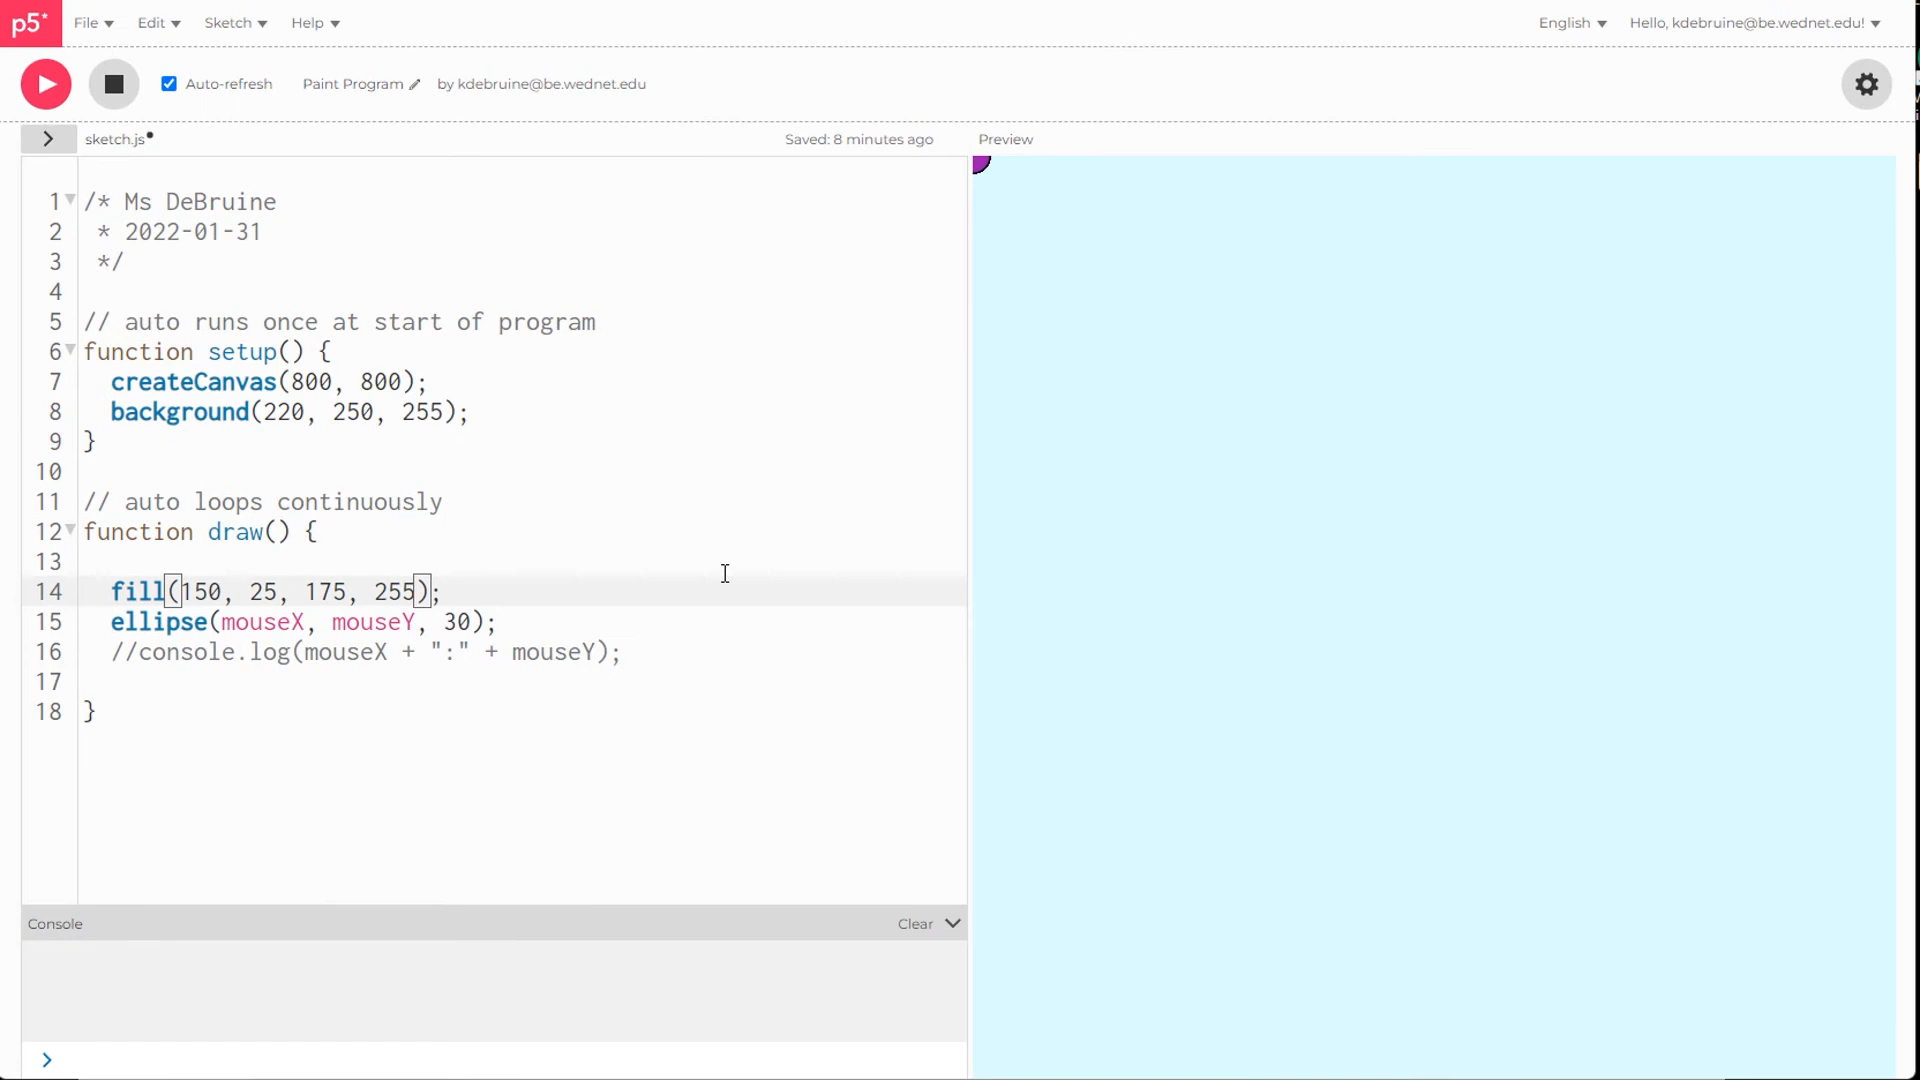 p5* File Edit Sketch Help English Hello, kdebruine@be.wednet.edu!
Auto-refresh Paint Program by kdebruine@be.wednet.edu
sketch.js Saved: 8 minutes ago Preview
1 /* Ms DeBruine
2 * 2022-01-31
3 */
4
5 // auto runs once at start of program
6 function setup() {
7 createCanvas(800, 800);
8 background(220, 250, 255);
9 }
10
11 // auto loops continuously
12 function draw() {
13
14 fill(150, 25, 175, 255);
15 ellipse(mouseX, mouseY, 30);
16 //console.log(mouseX + ":" + mouseY);
17
18 }
Console Clear
>